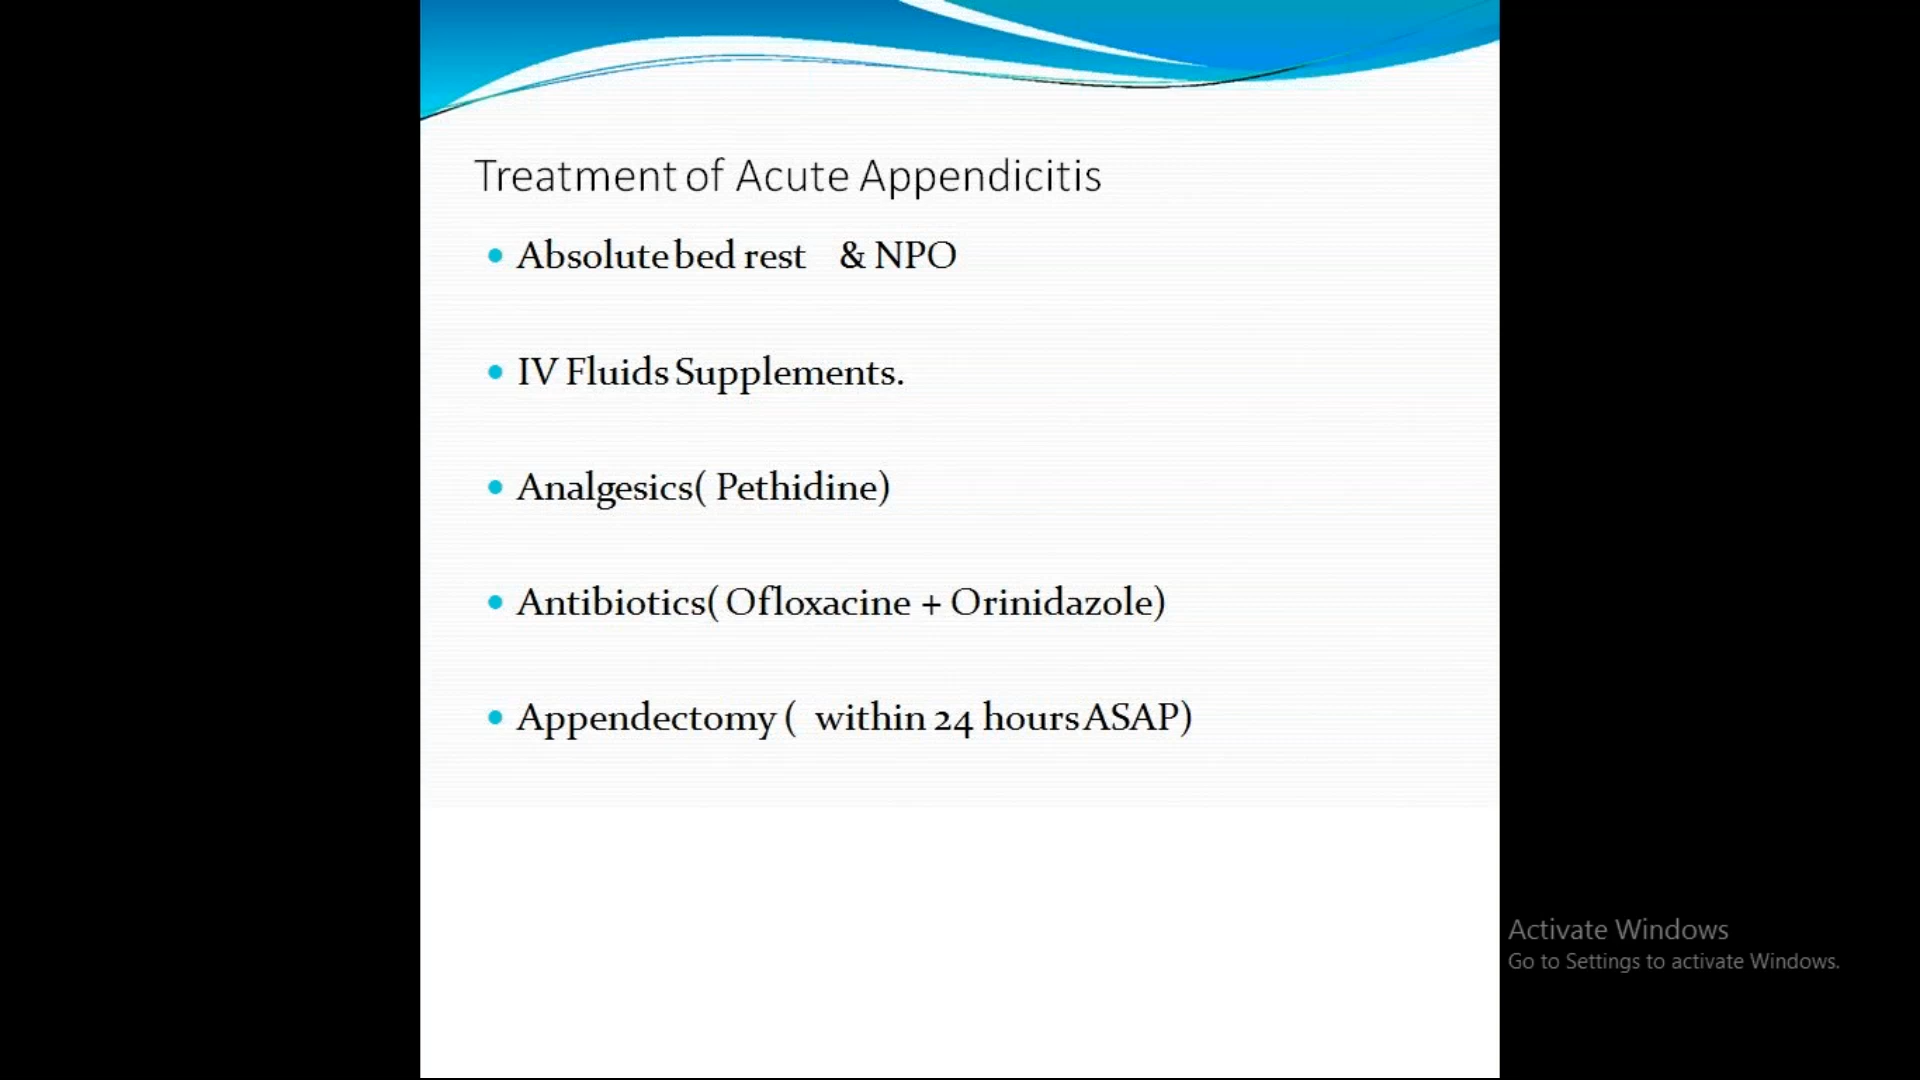 Treatment of Acute Appendicitis
Absolute bed rest & NPO
IV Fluids Supplements.
Analgesics( Pethidine)
Antibiotics( Ofloxacine + Orinidazole)
Appendectomy ( within 24 hours ASAP)
Activate Windows
Go to Settings to activate Windows.